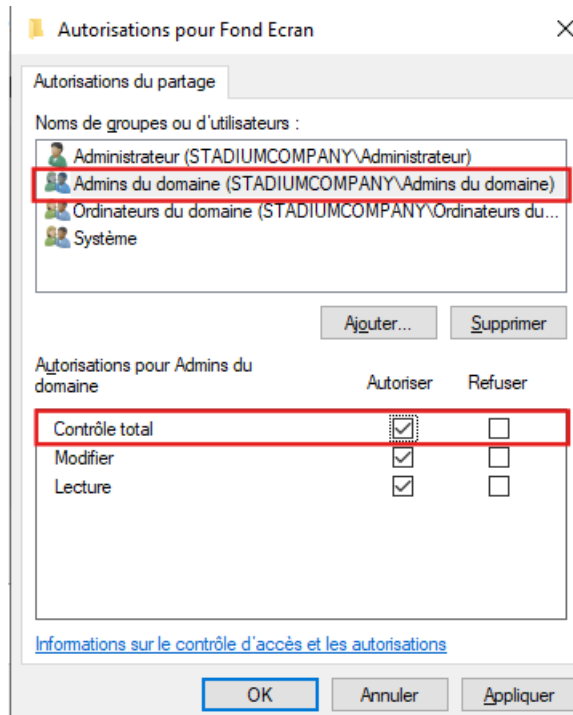 Autorisations pour Fond Ecran
Autorisations du partage
Noms de groupes ou d'utilisateurs :
Administrateur (STADIUMCOMPANY\Administrateur)
Admins du domaine (STADIUMCOMPANY\Admins du domaine)
Ordinateurs du domaine (STADIUMCOMPANY\Ordinateurs du...
Système
Ajouter... Supprimer
Autorisations pour Admins du
domaine Autoriser Refuser
Contrôle total
Modifier
Lecture
Informations sur le contrôle d'accès et les autorisations
OK Annuler Appliquer